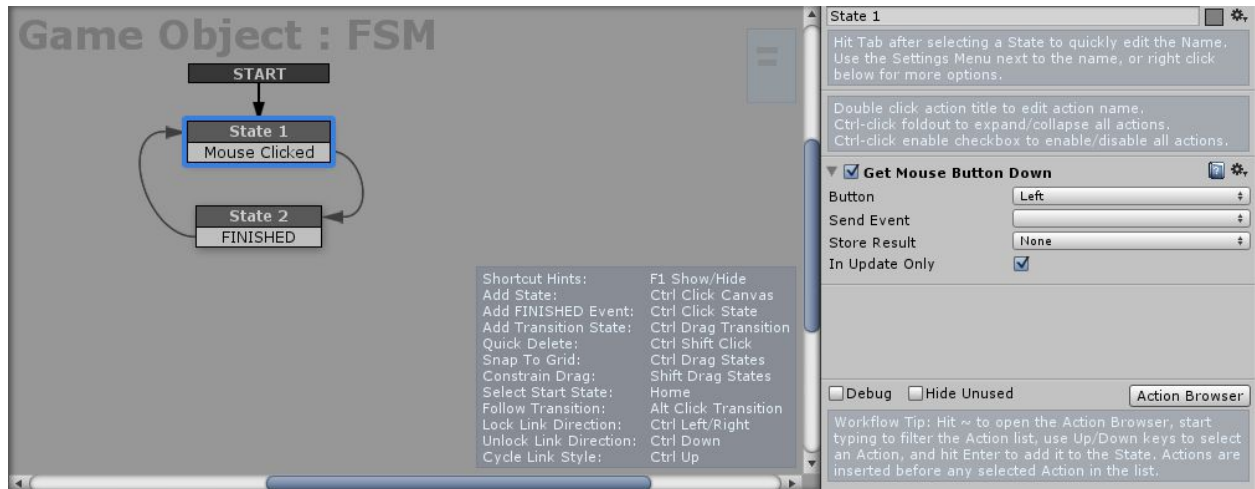 Game Object : FSM
START
State 1
Mouse Clicked
State 2
FINISHED
Shortcut Hints: F1 Show/Hide
Add State: Ctrl Click Canvas
Add FINISHED Event: Ctrl Click State
Add Transition State: Ctrl Drag Transition
Quick Delete: Ctrl Shift Click
Snap To Grid: Ctrl Drag States
Constrain Drag: Shift Drag States
Select Start State: Home
Follow Transition: Alt Click Transition
Lock Link Direction: Ctrl Left/Right
Unlock Link Direction: Ctrl Down
Cycle Link Style: Ctrl Up
State 1
Hit Tab after selecting a State to quickly edit the Name.
Use the Settings Menu next to the name, or right click
below for more options.
Double click action title to edit action name.
Ctrl-click foldout to expand/collapse all actions.
Ctrl-click enable checkbox to enable/disable all actions.
Get Mouse Button Down
Button Left
Send Event
Store Result None
In Update Only
Debug Hide Unused Action Browser
Workflow Tip: Hit ~ to open the Action Browser, start
typing to filter the Action list, use Up/Down keys to select
an Action, and hit Enter to add it to the State. Actions are
inserted before any selected Action in the list.